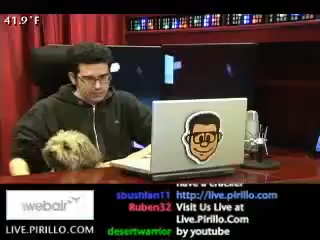 41.9°F
have a cracker
sbushfan11 http://live.pirillo.com
Ruben32 Visit Us Live at
Live.Pirillo.Com
desertwarrior by youtube
webair
LIVE.PIRILLO.COM